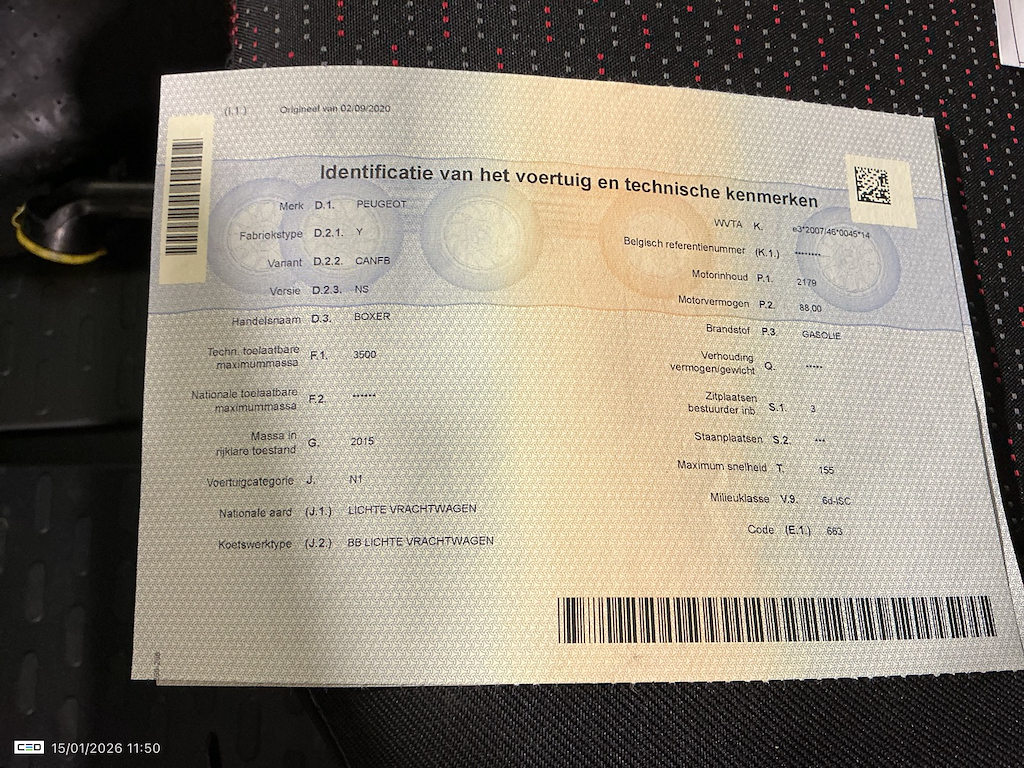 (I.1.) Origineel van 02/09/2020
Identificatie van het voertuig en technische kenmerken
Merk D.1. PEUGEOT
Fabriekstype D.2.1. Y
Variant D.2.2. CANFB
Versie D.2.3. NS
Handelsnaam D.3. BOXER
Techn. toelaatbare
maximummassa F.1. 3500
Nationale toelaatbare
maximummassa F.2. ******
Massa in
rijklare toestand G. 2015
Voertuigcategorie J. N1
Nationale aard (J.1.) LICHTE VRACHTWAGEN
Koetswerktype (J.2.) BB LICHTE VRACHTWAGEN
WVTA K. e3*2007/46*0045*14
Belgisch referentienummer (K.1.) ********
Motorinhoud P.1. 2179
Motorvermogen P.2. 88,00
Brandstof P.3. GASOLIE
Verhouding
vermogen/gewicht Q. *****
Zitplaatsen
bestuurder inb. S.1. 3
Staanplaatsen S.2. ***
Maximum snelheid T. 155
Milieuklasse V.9. 6d-ISC
Code (E.1.) 663
CEO 15/01/2026 11:50